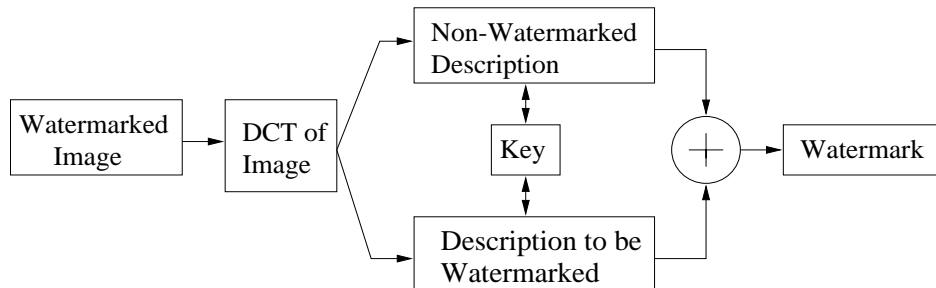 Non-Watermarked
Description
Watermarked
Image
DCT of
Image
Key
Watermark
Description to be
Watermarked